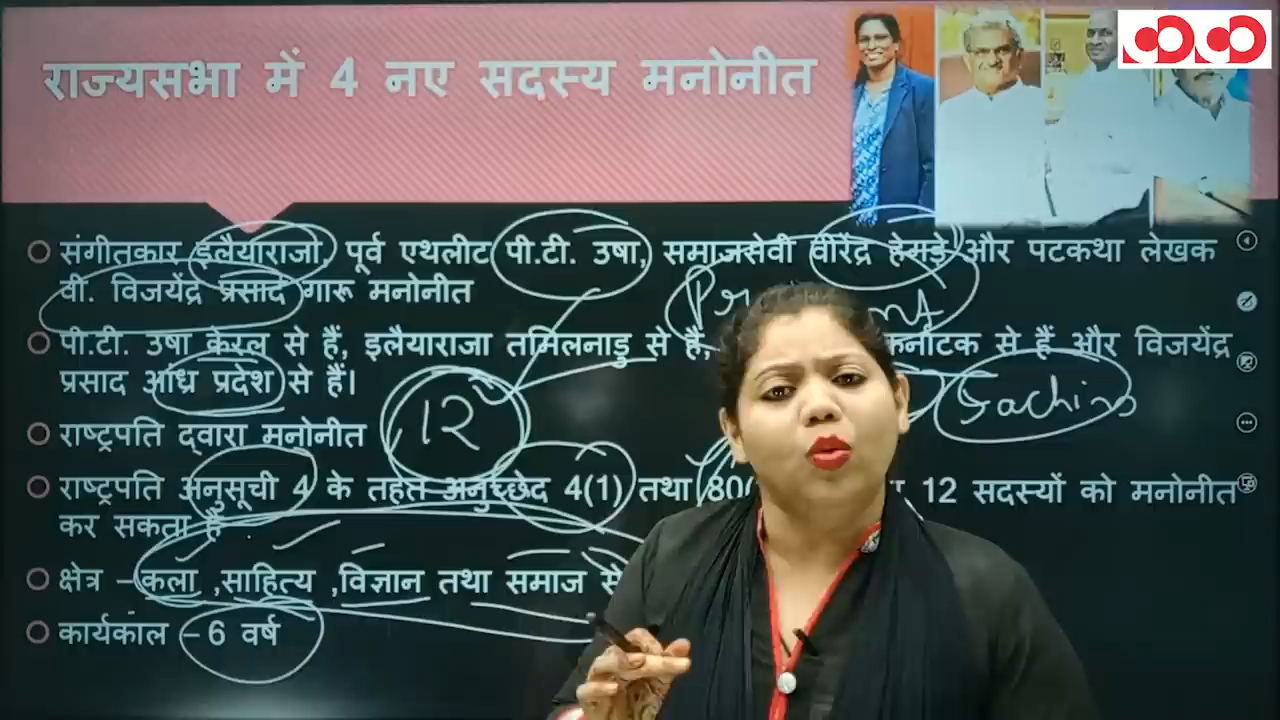 राज्यसभा में 4 नए सदस्य मनोनीत
संगीतकार इलैयाराजा, पूर्व एथलीट पी.टी. उषा, समाजसेवी वीरेंद्र हेगड़े और पटकथा लेखक
वी. विजयेंद्र प्रसाद गारू मनोनीत
पी.टी. उषा केरल से हैं, इलैयाराजा तमिलनाडु से हैं, कर्नाटक से हैं और विजयेंद्र
प्रसाद आंध्र प्रदेश से हैं।
Sachin
12
राष्ट्रपति द्वारा मनोनीत
राष्ट्रपति अनुसूची 4 के तहत अनुच्छेद 4(1) तथा 80( 12 सदस्यों को मनोनीत
कर सकता है
क्षेत्र – कला ,साहित्य ,विज्ञान तथा समाज
कार्यकाल – 6 वर्ष